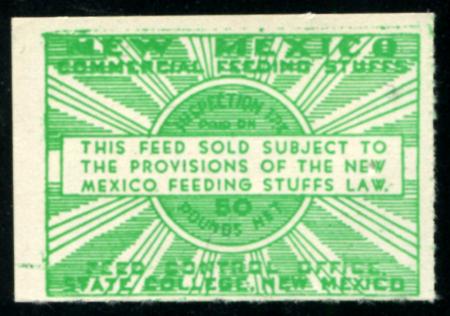 NEW MEXICO
COMMERCIAL FEEDING STUFFS
INSPECTION TAX
PAID ON
THIS FEED SOLD SUBJECT TO
THE PROVISIONS OF THE NEW
MEXICO FEEDING STUFFS LAW.
50
POUNDS NET
FEED CONTROL OFFICE,
STATE COLLEGE, NEW MEXICO